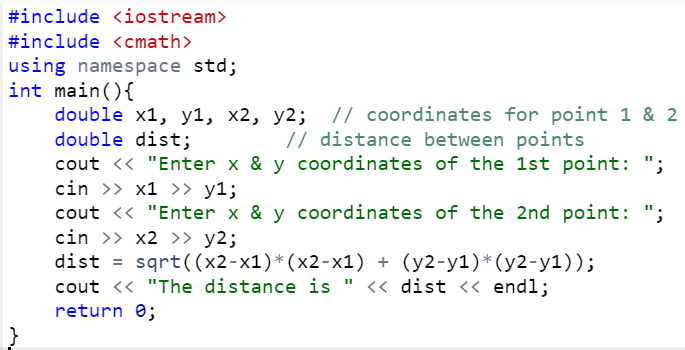 #include <iostream>
#include <cmath>
using namespace std;
int main(){
    double x1, y1, x2, y2;  // coordinates for point 1 & 2
    double dist;        // distance between points
    cout << "Enter x & y coordinates of the 1st point: ";
    cin >> x1 >> y1;
    cout << "Enter x & y coordinates of the 2nd point: ";
    cin >> x2 >> y2;
    dist = sqrt((x2-x1)*(x2-x1) + (y2-y1)*(y2-y1));
    cout << "The distance is " << dist << endl;
    return 0;
}